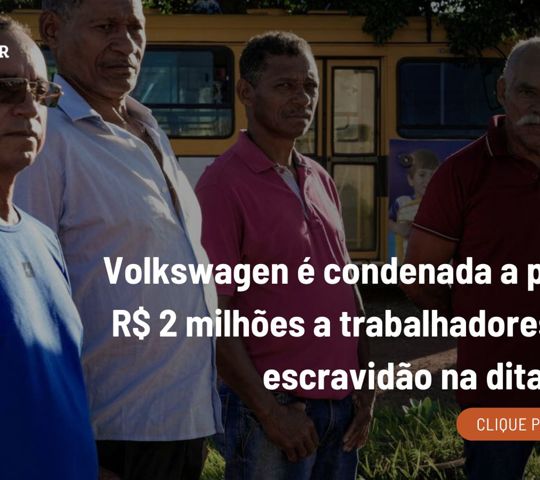 R
Volkswagen é condenada a p
R$ 2 milhões a trabalhadores
escravidão na dita
CLIQUE P